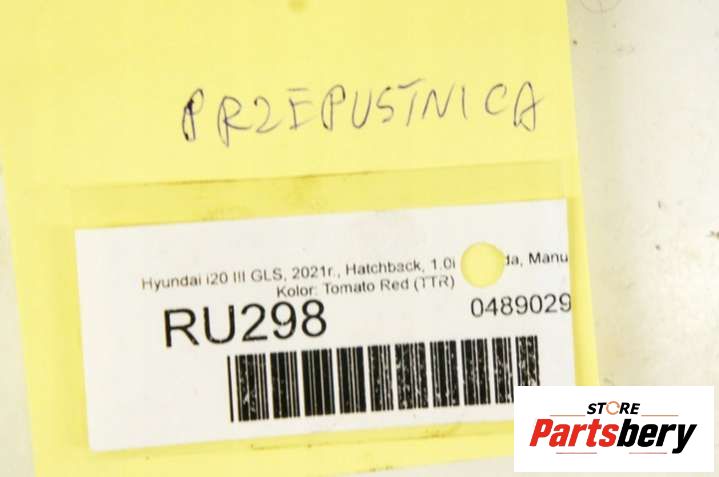 PRZEPUSTNICA
Hyundai i20 III GLS, 2021r., Hatchback, 1.0i
Kolor: Tomato Red (TTR)
RU298
0489029
STORE
Partsbery